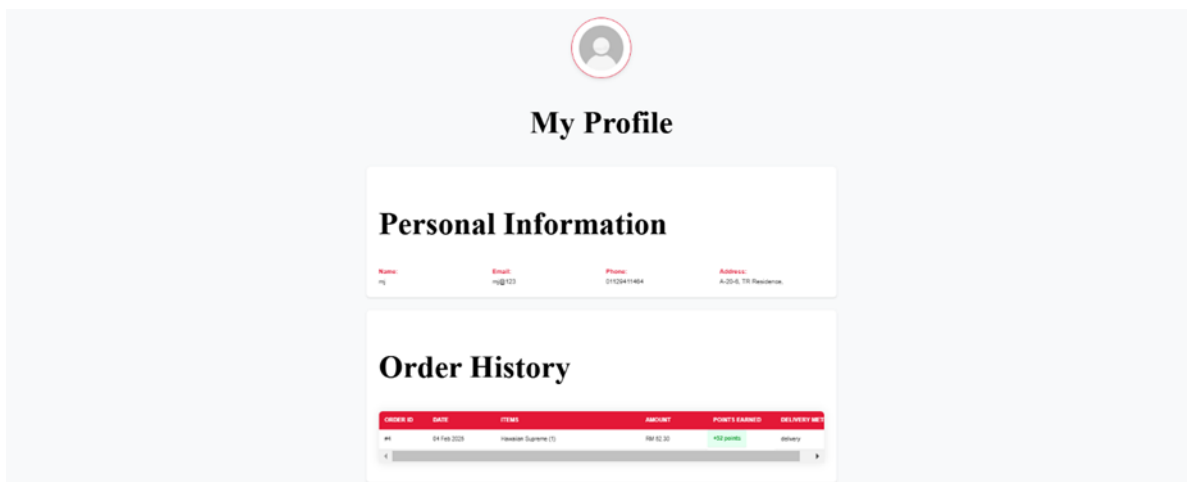 My Profile
Personal Information
Name: Email: Phone: Address:
mj mj@123 01129411464 A-20-6, TR Residence,
Order History
ORDER ID DATE ITEMS AMOUNT POINTS EARNED DELIVERY MET
#4 04 Feb 2025 Hawaiian Supreme (1) RM 52.30 +52 points delivery